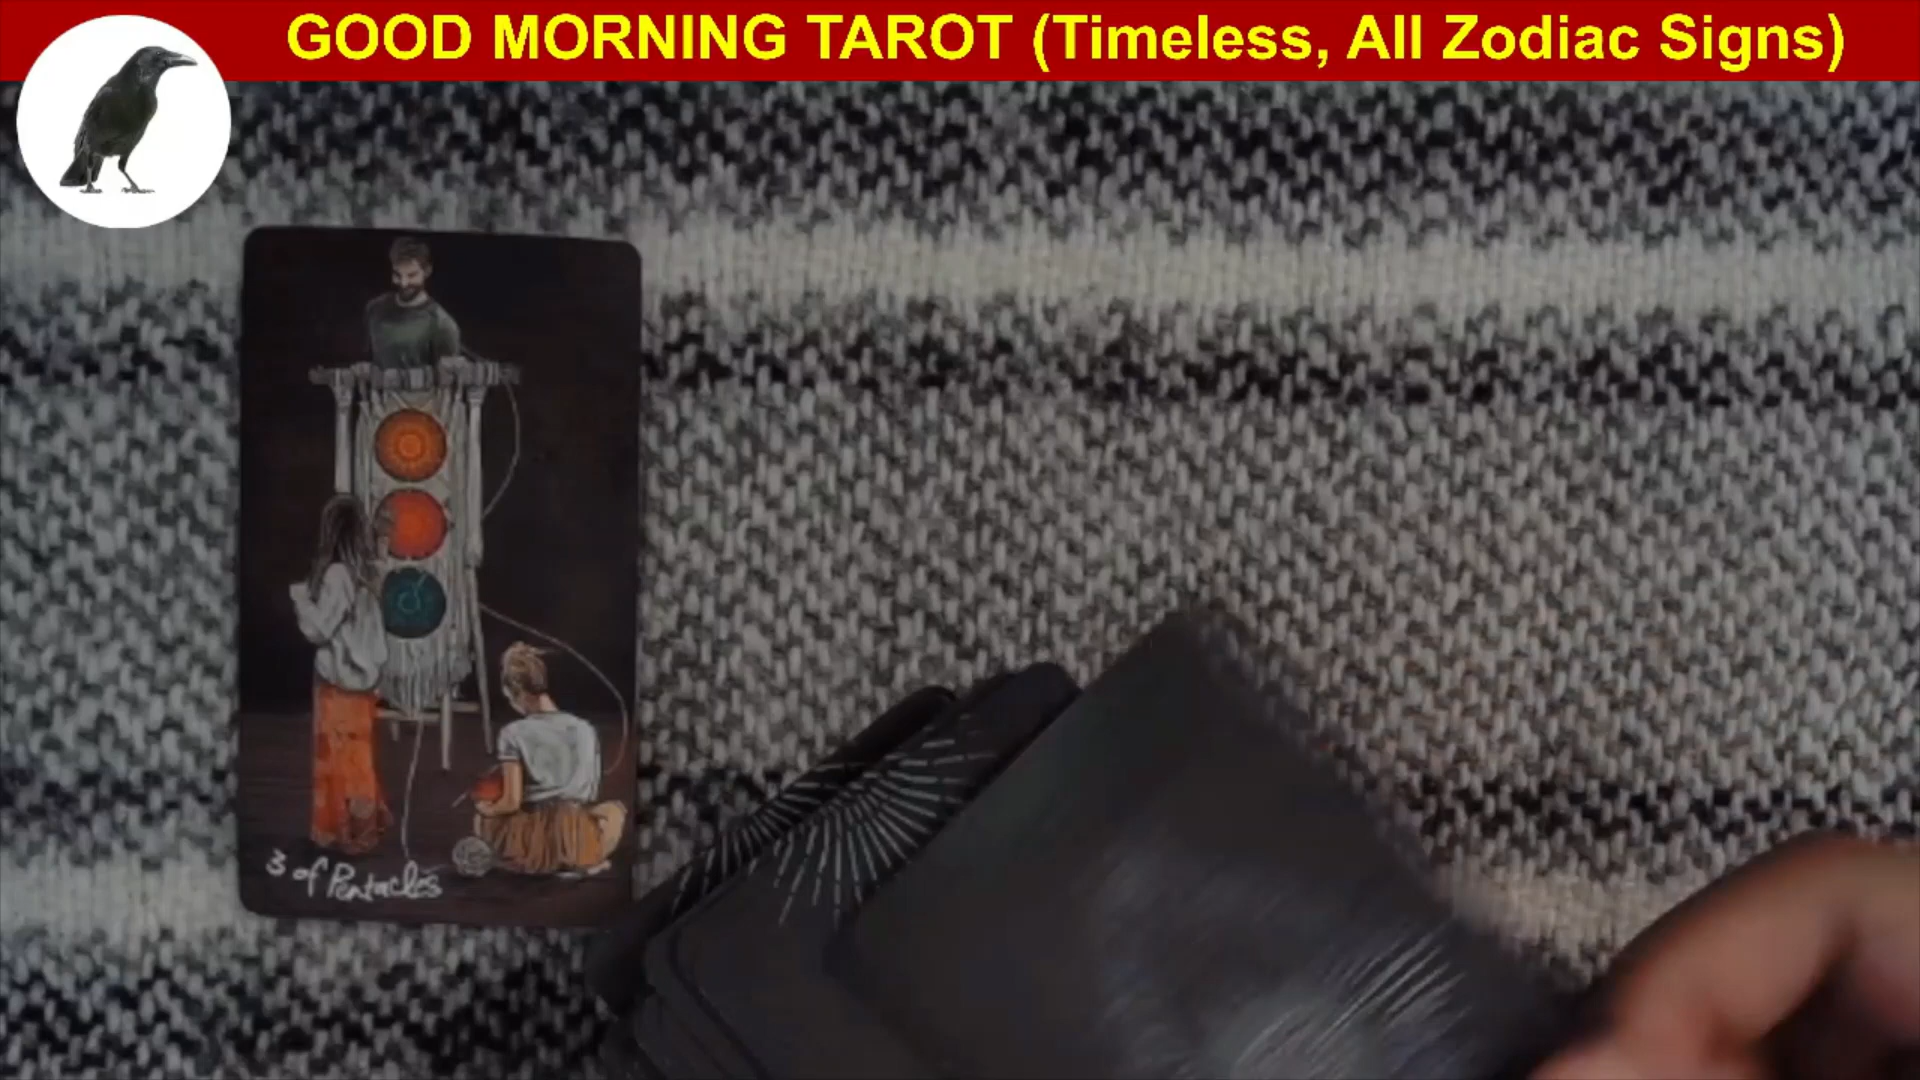 GOOD MORNING TAROT (Timeless, All Zodiac Signs)
3 of Pentacles